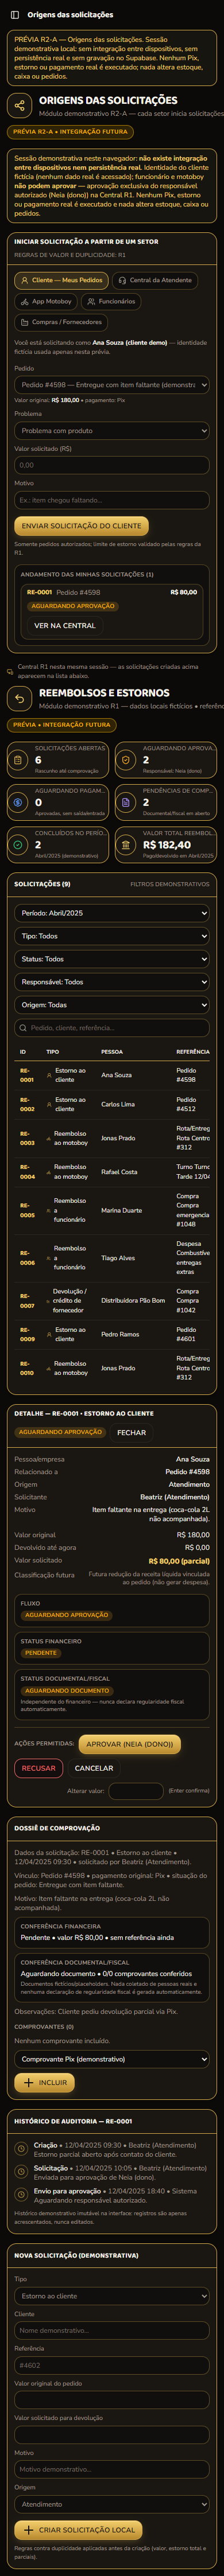 Origens das solicitações
PRÉVIA R2-A — Origens das solicitações. Sessão
demonstrativa local: sem integração entre dispositivos, sem
persistência real e sem gravação no Supabase. Nenhum Pix,
estorno ou pagamento real é executado; nada altera estoque,
caixa ou pedidos.
ORIGENS DAS SOLICITAÇÕES
Módulo demonstrativo R2-A — cada setor inicia solicitações
PRÉVIA R2-A • INTEGRAÇÃO FUTURA
Sessão demonstrativa neste navegador: não existe integração
entre dispositivos nem persistência real. Identidade do cliente
é fictícia (nenhum dado real é acessado); funcionário e motoboy
não podem aprovar — aprovação exclusiva do responsável
autorizado (Neia (dono)) na Central R1. Nenhum Pix, estorno
ou pagamento real é executado e nada altera estoque, caixa ou
pedidos.
INICIAR SOLICITAÇÃO A PARTIR DE UM SETOR
REGRAS DE VALOR E DUPLICIDADE: R1
Cliente — Meus Pedidos
Central da Atendente
App Motoboy
Funcionários
Compras / Fornecedores
Você está solicitando como Ana Souza (cliente demo) — identidade
fictícia usada apenas nesta prévia.
Pedido
Pedido #4598 — Entregue com item faltante (demonstra
Valor original: R$ 180,00 • pagamento: Pix
Problema
Problema com produto
Valor solicitado (R$)
0,00
Motivo
Ex.: item chegou faltando...
ENVIAR SOLICITAÇÃO DO CLIENTE
Somente pedidos autorizados; limite de estorno validado pelas regras da
R1.
ANDAMENTO DAS MINHAS SOLICITAÇÕES (1)
RE-0001 Pedido #4598 R$ 80,00
AGUARDANDO APROVAÇÃO
VER NA CENTRAL
Central R1 nesta mesma sessão — as solicitações criadas acima
aparecem na lista abaixo.
REEMBOLSOS E ESTORNOS
Módulo demonstrativo R1 — dados locais fictícios • referênc
PRÉVIA • INTEGRAÇÃO FUTURA
SOLICITAÇÕES ABERTAS
6
Rascunho até comprovação
AGUARDANDO APROVA...
2
Responsável: Neia (dono)
AGUARDANDO PAGAM...
0
Aprovadas, sem saída/entrada
PENDÊNCIAS DE COMP...
2
Documental/fiscal em aberto
CONCLUÍDOS NO PERÍO...
2
Abril/2025 (demonstrativo)
VALOR TOTAL REEMBOL...
R$ 182,40
Pago/devolvido em Abril/2025
SOLICITAÇÕES (9)
FILTROS DEMONSTRATIVOS
Período: Abril/2025
Tipo: Todos
Status: Todos
Responsável: Todos
Origem: Todas
Pedido, cliente, referência...
ID TIPO PESSOA REFERÊNCIA
RE-0001 Estorno ao cliente Ana Souza Pedido #4598
RE-0002 Estorno ao cliente Carlos Lima Pedido #4512
RE-0003 Reembolso ao motoboy Jonas Prado Rota/Entreg Rota Centro #312
RE-0004 Reembolso ao motoboy Rafael Costa Turno Turno Tarde 12/04
RE-0005 Reembolso a funcionário Marina Duarte Compra Compra emergencia #1048
RE-0006 Reembolso a funcionário Tiago Alves Despesa Combustíve entregas extras
RE-0007 Devolução / crédito de fornecedor Distribuidora Pão Bom Compra Compra #1042
RE-0009 Estorno ao cliente Pedro Ramos Pedido #4601
RE-0010 Reembolso ao motoboy Jonas Prado Rota/Entreg Rota Centro #312
DETALHE — RE-0001 • ESTORNO AO CLIENTE
AGUARDANDO APROVAÇÃO
FECHAR
Pessoa/empresa Ana Souza
Relacionado a Pedido #4598
Origem Atendimento
Solicitante Beatriz (Atendimento)
Motivo Item faltante na entrega (coca-cola 2L
não acompanhada).
Valor original R$ 180,00
Devolvido até agora R$ 0,00
Valor solicitado R$ 80,00 (parcial)
Classificação futura Futura redução da receita líquida vinculada
ao pedido (não gerar despesa).
FLUXO
AGUARDANDO APROVAÇÃO
STATUS FINANCEIRO
PENDENTE
STATUS DOCUMENTAL/FISCAL
AGUARDANDO DOCUMENTO
Independente do financeiro — nunca declara regularidade fiscal
automaticamente.
AÇÕES PERMITIDAS:
APROVAR (NEIA (DONO))
RECUSAR
CANCELAR
Alterar valor:
(Enter confirma)
DOSSIÊ DE COMPROVAÇÃO
Dados da solicitação: RE-0001 • Estorno ao cliente •
12/04/2025 09:30 • solicitado por Beatriz (Atendimento).
Vínculo: Pedido #4598 • pagamento original: Pix • situação do
pedido: Entregue com item faltante.
Motivo: Item faltante na entrega (coca-cola 2L não
acompanhada).
CONFERÊNCIA FINANCEIRA
Pendente • valor R$ 80,00 • sem referência ainda
CONFERÊNCIA DOCUMENTAL/FISCAL
Aguardando documento • 0/0 comprovantes conferidos
Documentos fictícios/placeholders. Nada coletado de pessoas reais e
nenhuma declaração de regularidade fiscal é gerada automaticamente.
Observações: Cliente pediu devolução parcial via Pix.
COMPROVANTES (0)
Nenhum comprovante incluído.
Comprovante Pix (demonstrativo)
INCLUIR
HISTÓRICO DE AUDITORIA — RE-0001
Criação • 12/04/2025 09:30 • Beatriz (Atendimento)
Estorno parcial aberto após contato do cliente.
Solicitação • 12/04/2025 10:05 • Beatriz (Atendimento)
Enviada para aprovação de Neia (dono).
Envio para aprovação • 12/04/2025 18:40 • Sistema
Aguardando responsável autorizado.
Histórico demonstrativo imutável na interface: registros são apenas
acrescentados, nunca editados.
NOVA SOLICITAÇÃO (DEMONSTRATIVA)
Tipo
Estorno ao cliente
Cliente
Nome demonstrativo...
Referência
#4602
Valor original do pedido
Valor solicitado para devolução
Motivo
Motivo demonstrativo...
Origem
Atendimento
CRIAR SOLICITAÇÃO LOCAL
Regras contra duplicidade aplicadas antes da criação (valor, estorno total e
parciais).